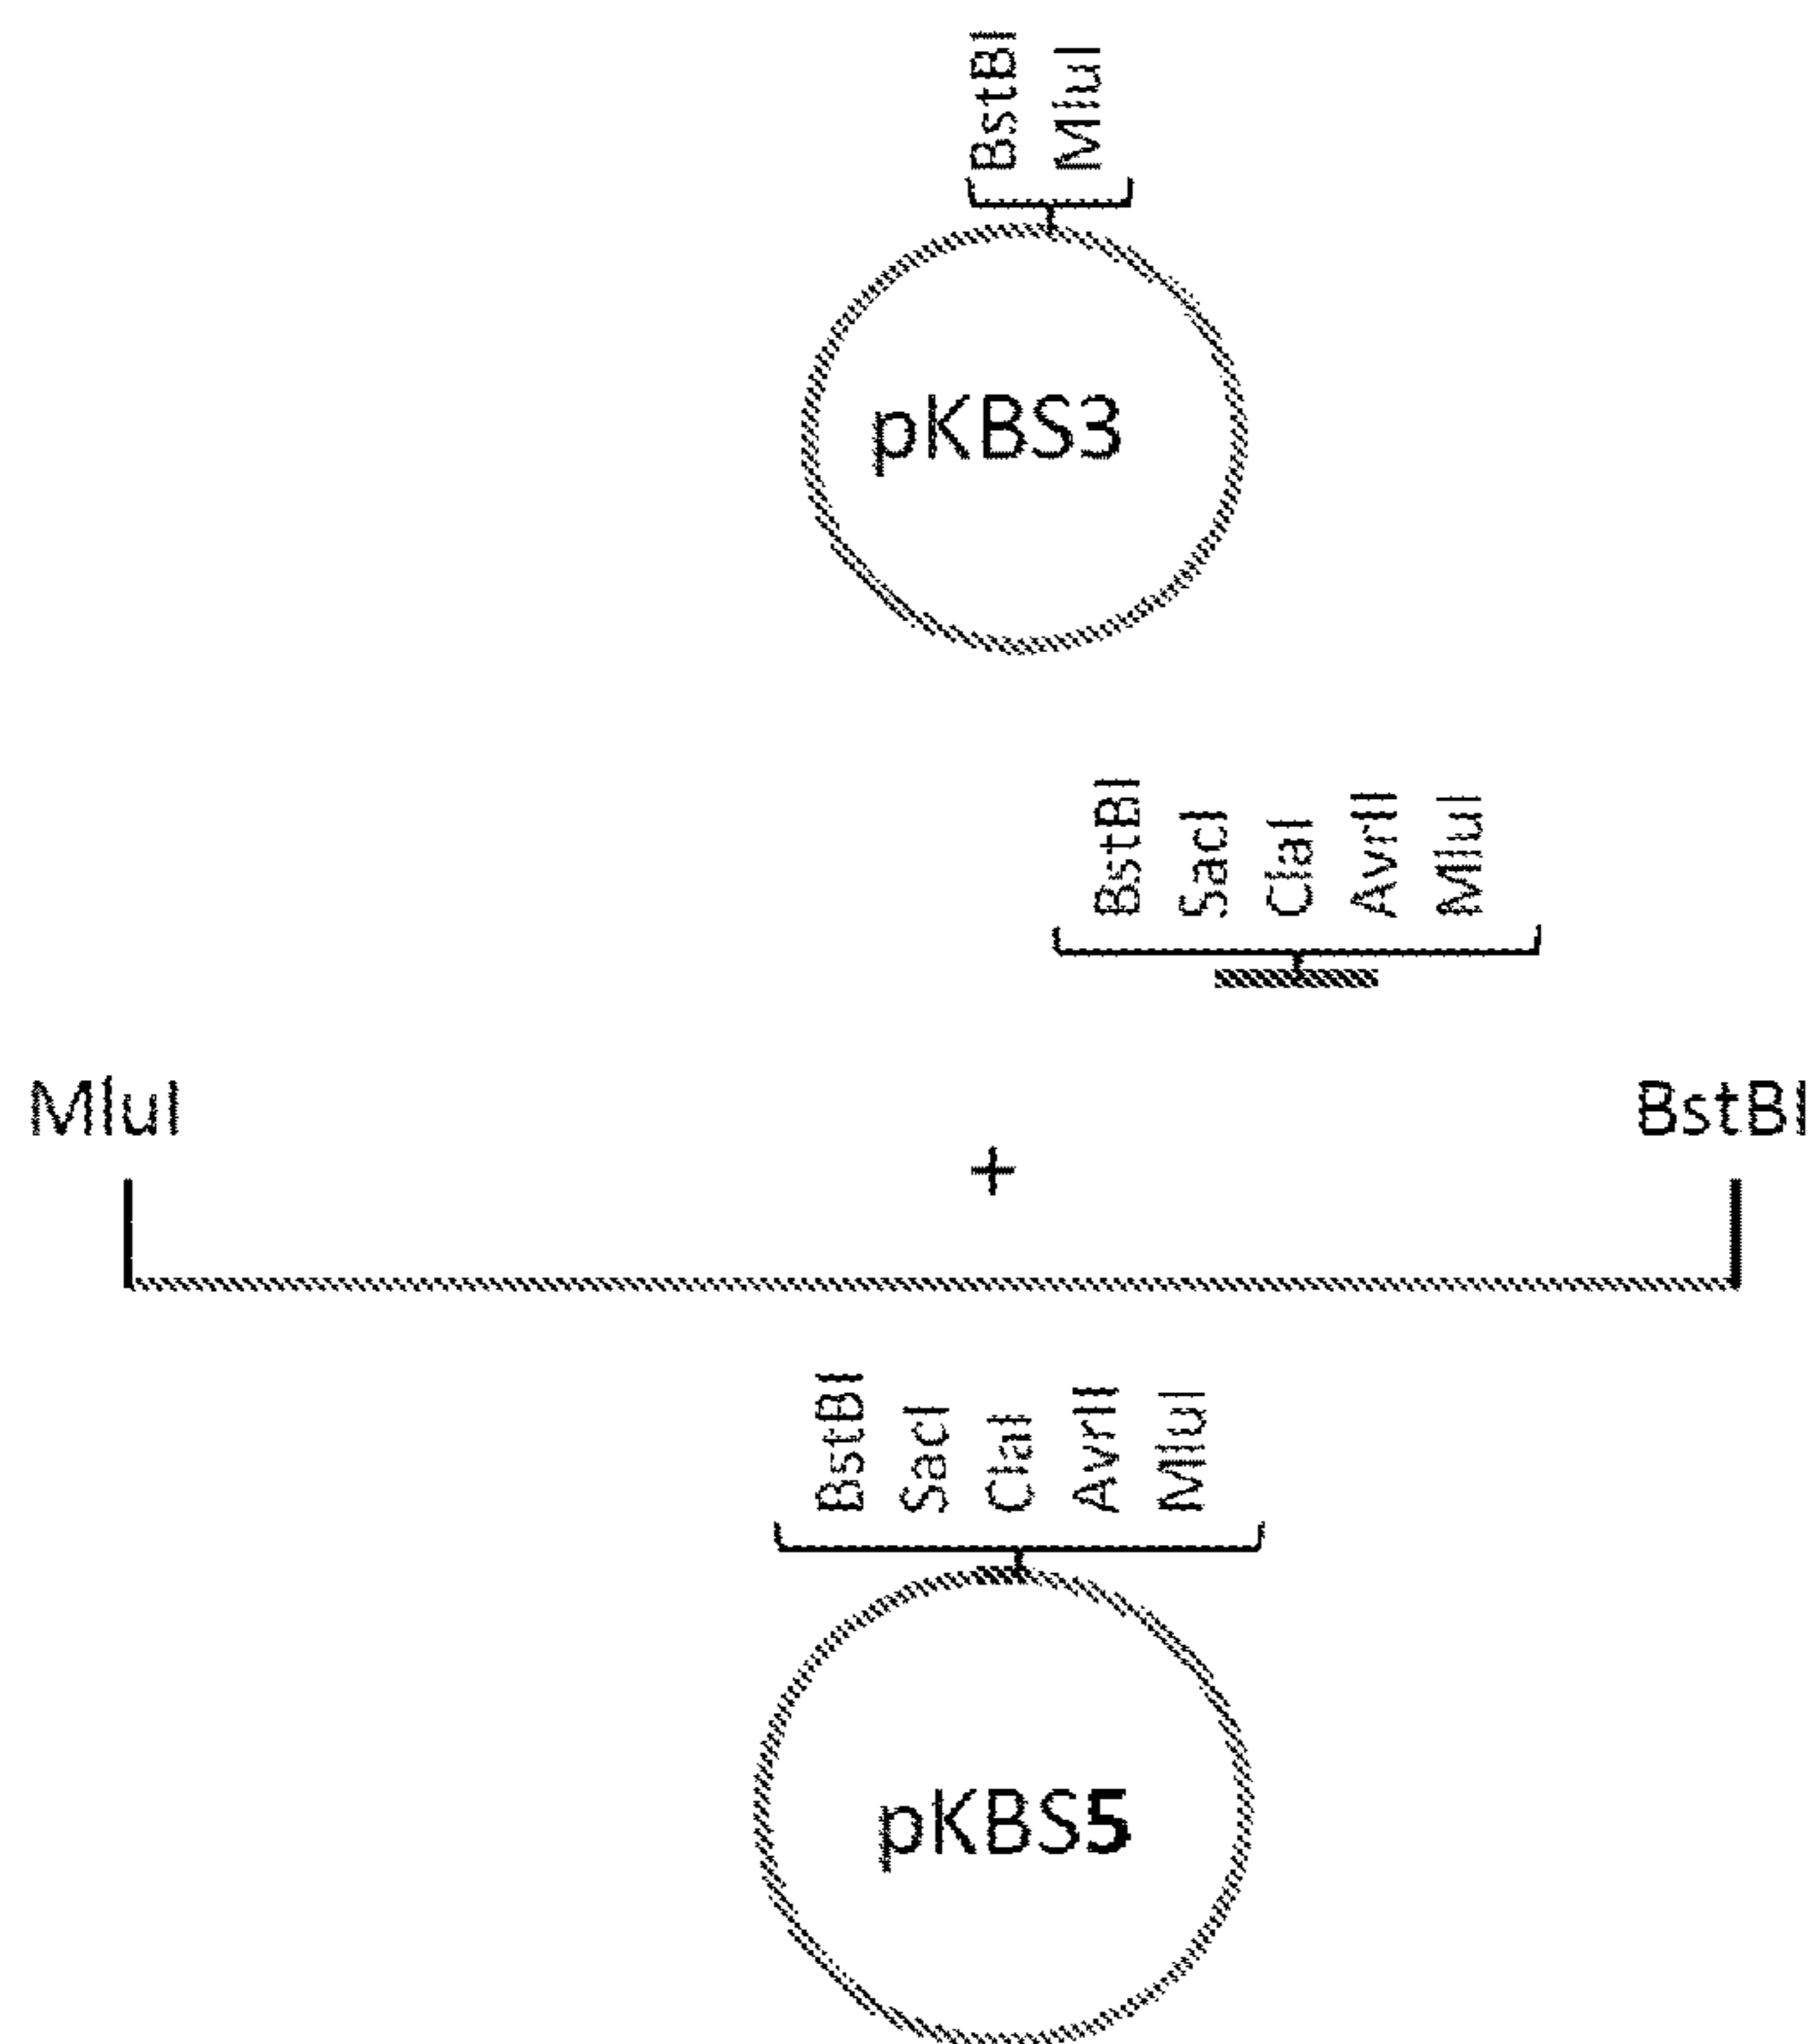 BstBI
MluI
pKBS3
BstBI
SacI
ClaI
AvrII
MluI
MluI
+
BstBI
BstBI
SacI
ClaI
AvrII
MluI
pKBS5